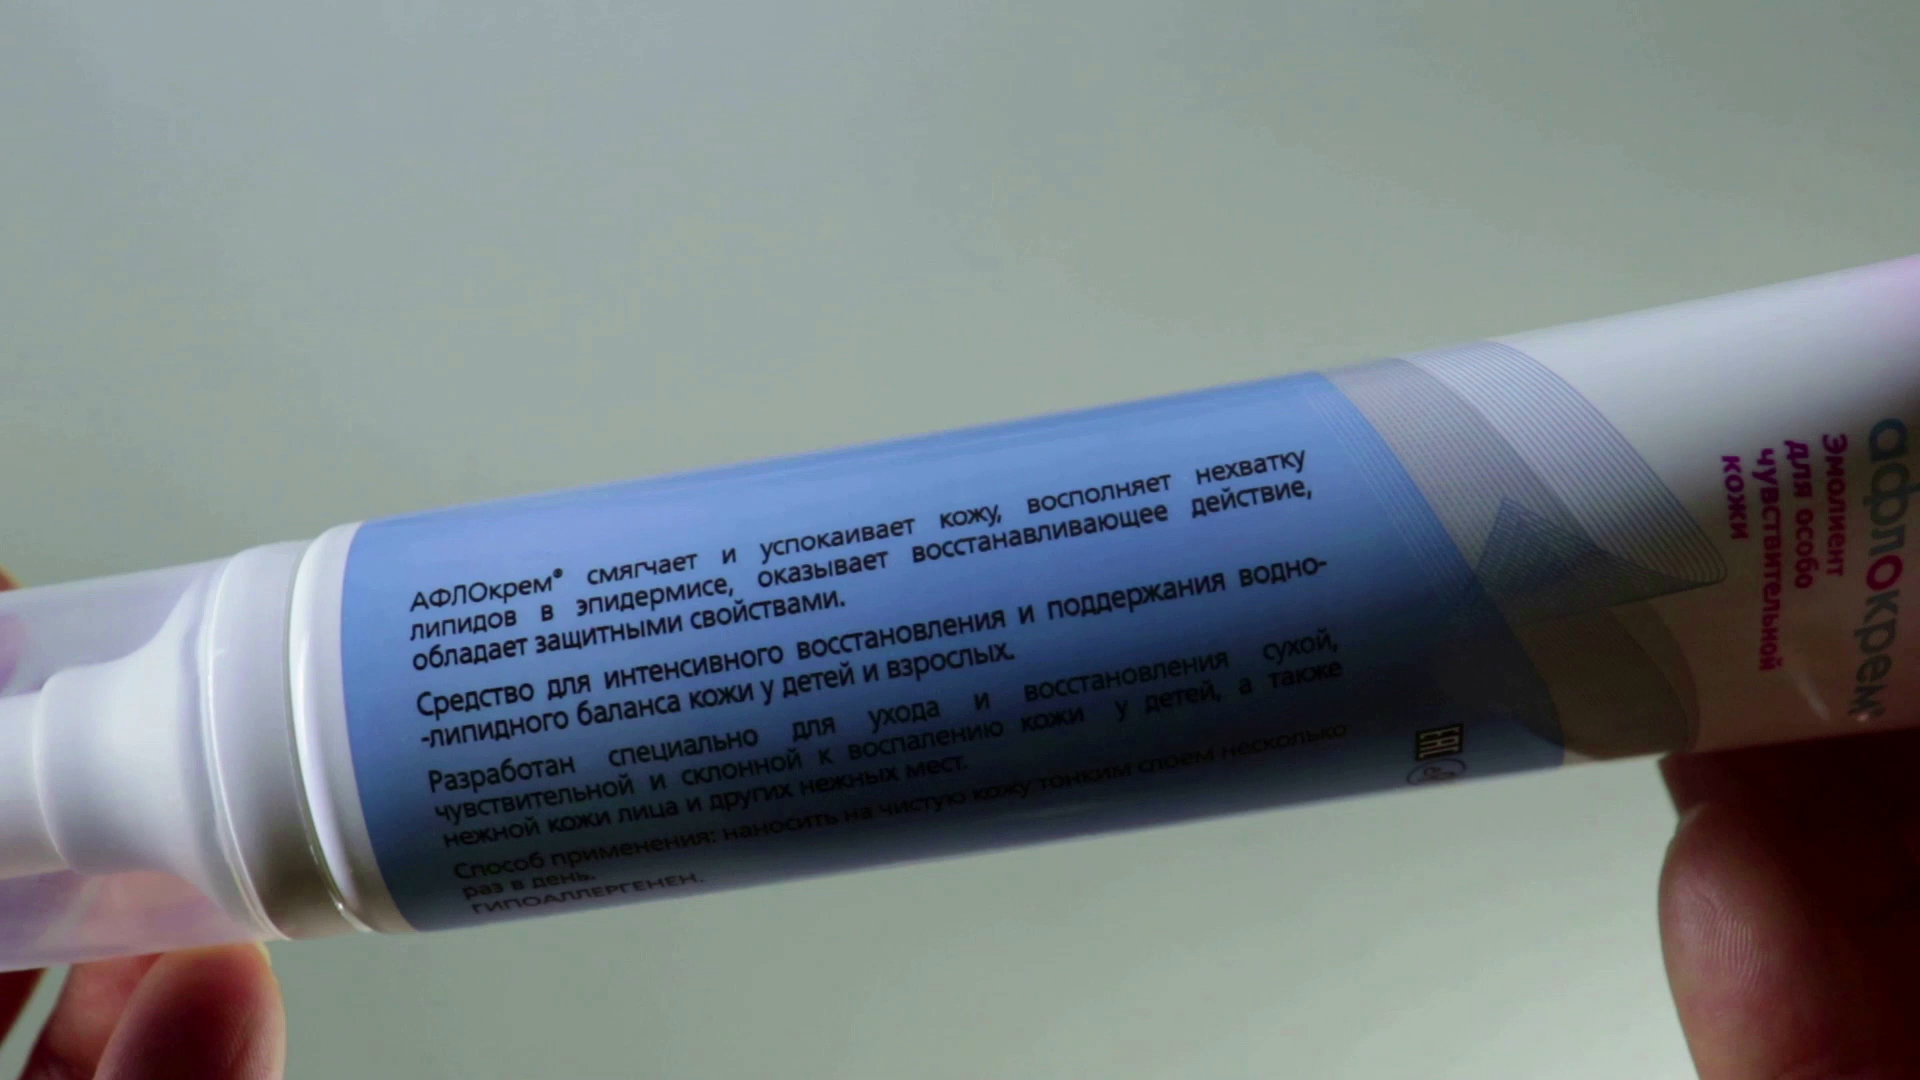 АФЛОкрем® смягчает и успокаивает кожу, восполняет нехватку
липидов в эпидермисе, оказывает восстанавливающее действие,
обладает защитными свойствами.
Средство для интенсивного восстановления и поддержания водно-
-липидного баланса кожи у детей и взрослых.
Разработан специально для ухода и восстановления сухой,
чувствительной и склонной к воспалению кожи у детей, а также
нежной кожи лица и других нежных мест.
Способ применения: наносить на чистую кожу тонким слоем несколько
раз в день.
ГИПОАЛЛЕРГЕНЕН.
EAC
афлокрем
Эмолиент
для особо
чувствительной
кожи